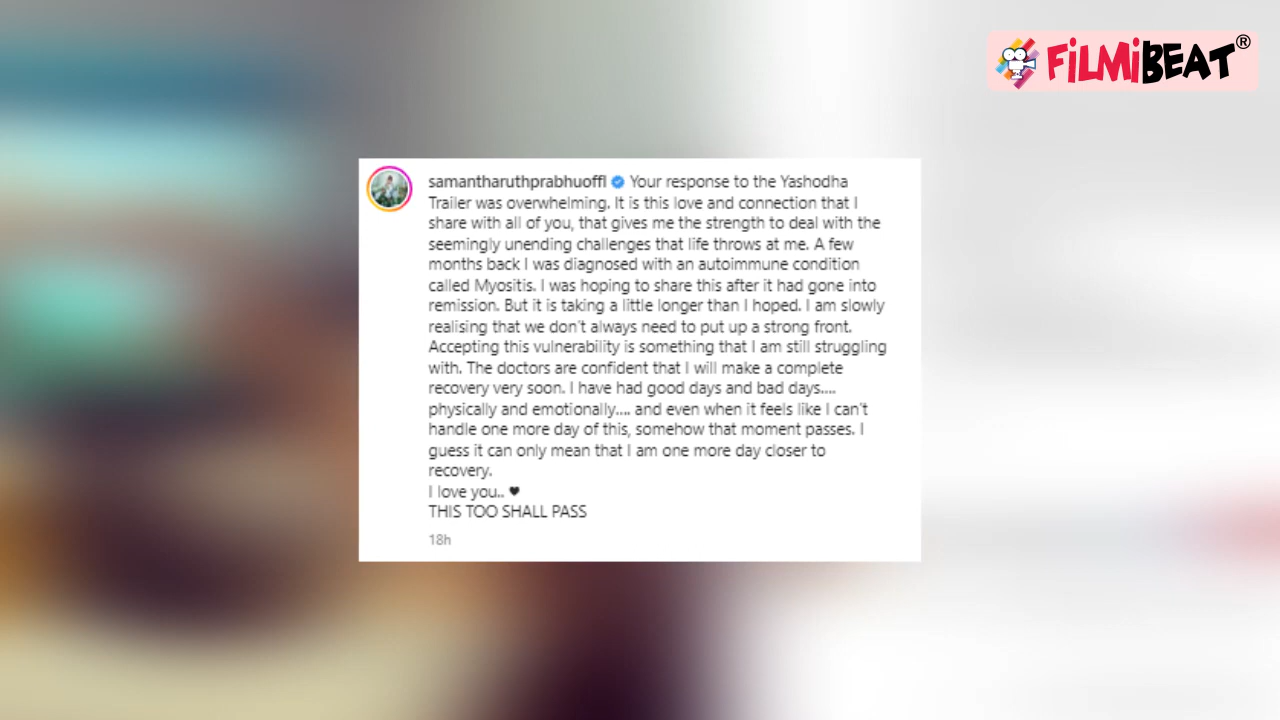 FiLMiBEAT®
samantharuthprabhuoffl Your response to the Yashodha
Trailer was overwhelming. It is this love and connection that I
share with all of you, that gives me the strength to deal with the
seemingly unending challenges that life throws at me. A few
months back I was diagnosed with an autoimmune condition
called Myositis. I was hoping to share this after it had gone into
remission. But it is taking a little longer than I hoped. I am slowly
realising that we don't always need to put up a strong front.
Accepting this vulnerability is something that I am still struggling
with. The doctors are confident that I will make a complete
recovery very soon. I have had good days and bad days....
physically and emotionally.... and even when it feels like I can't
handle one more day of this, somehow that moment passes. I
guess it can only mean that I am one more day closer to
recovery.
I love you.. ♥
THIS TOO SHALL PASS
18h